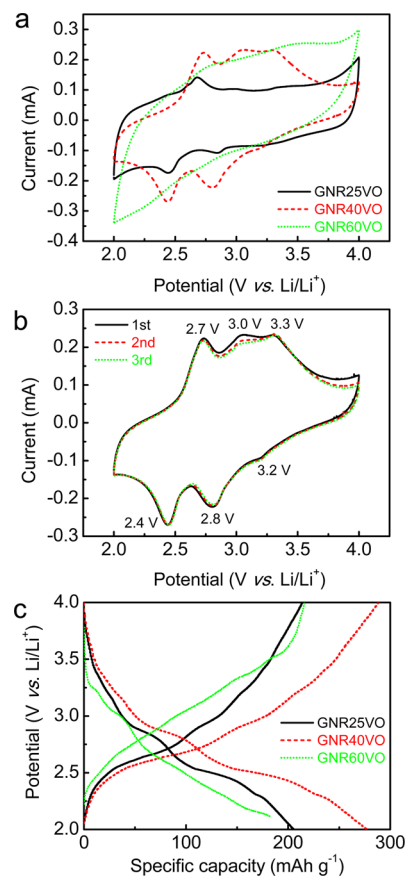 a
0.3
0.2
0.1
0.0
-0.1
-0.2
-0.3
-0.4
Current (mA)
GNR25VO
GNR40VO
GNR60VO
2.0 2.5 3.0 3.5 4.0
Potential (V vs. Li/Li⁺)
b
0.3
0.2
0.1
0.0
-0.1
-0.2
-0.3
Current (mA)
1st
2nd
3rd
2.7 V 3.0 V 3.3 V
3.2 V
2.4 V 2.8 V
2.0 2.5 3.0 3.5 4.0
Potential (V vs. Li/Li⁺)
c
4.0
3.5
3.0
2.5
2.0
Potential (V vs. Li/Li⁺)
GNR25VO
GNR40VO
GNR60VO
0 100 200 300
Specific capacity (mAh g⁻¹)